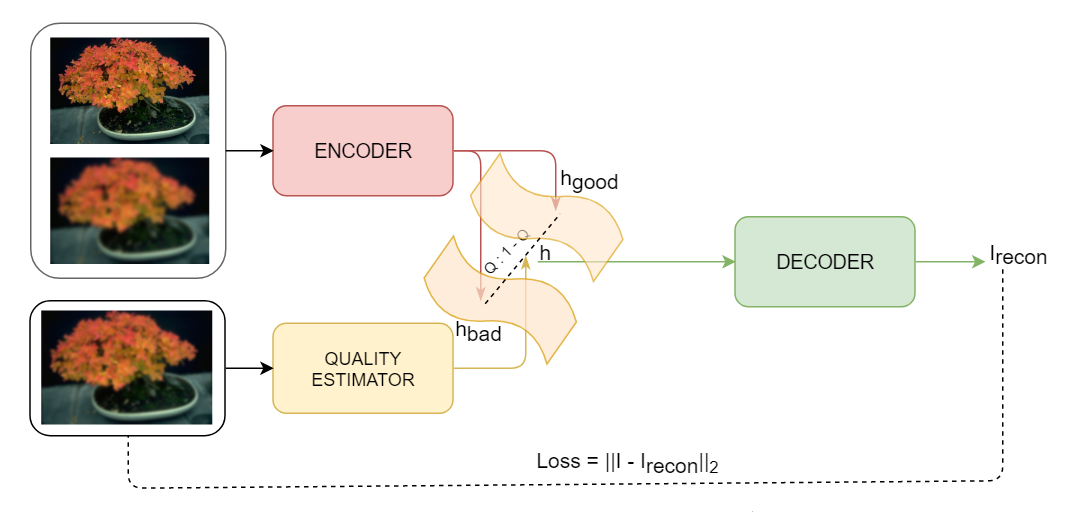 ENCODER
hgood
Q : 1 - Q
h
hbad
DECODER
Irecon
QUALITY
ESTIMATOR
Loss = ||I - Irecon||2